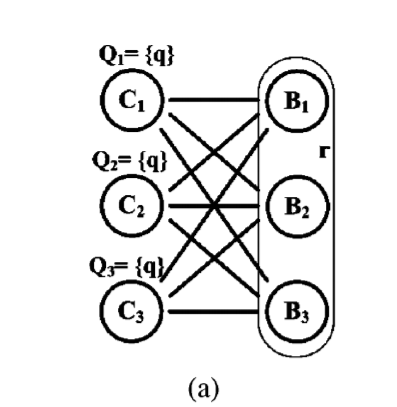 Q₁= {q}
C₁ B₁
r
Q₂= {q}
C₂ B₂
Q₃= {q}
C₃ B₃
(a)